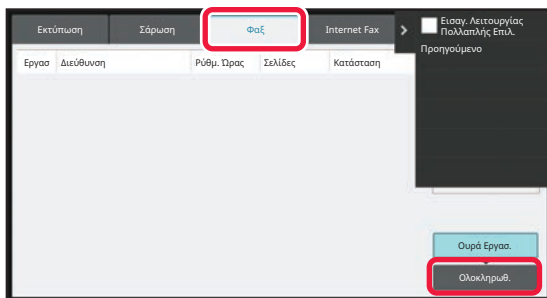 Εκτύπωση Σάρωση Φαξ Internet Fax
Εισαγ. Λειτουργίας
Πολλαπλής Επιλ.
Προηγούμενο
Εργασ Διεύθυνση Ρύθμ. Ώρας Σελίδες Κατάσταση
Ουρά Εργασ.
Ολοκληρωθ.